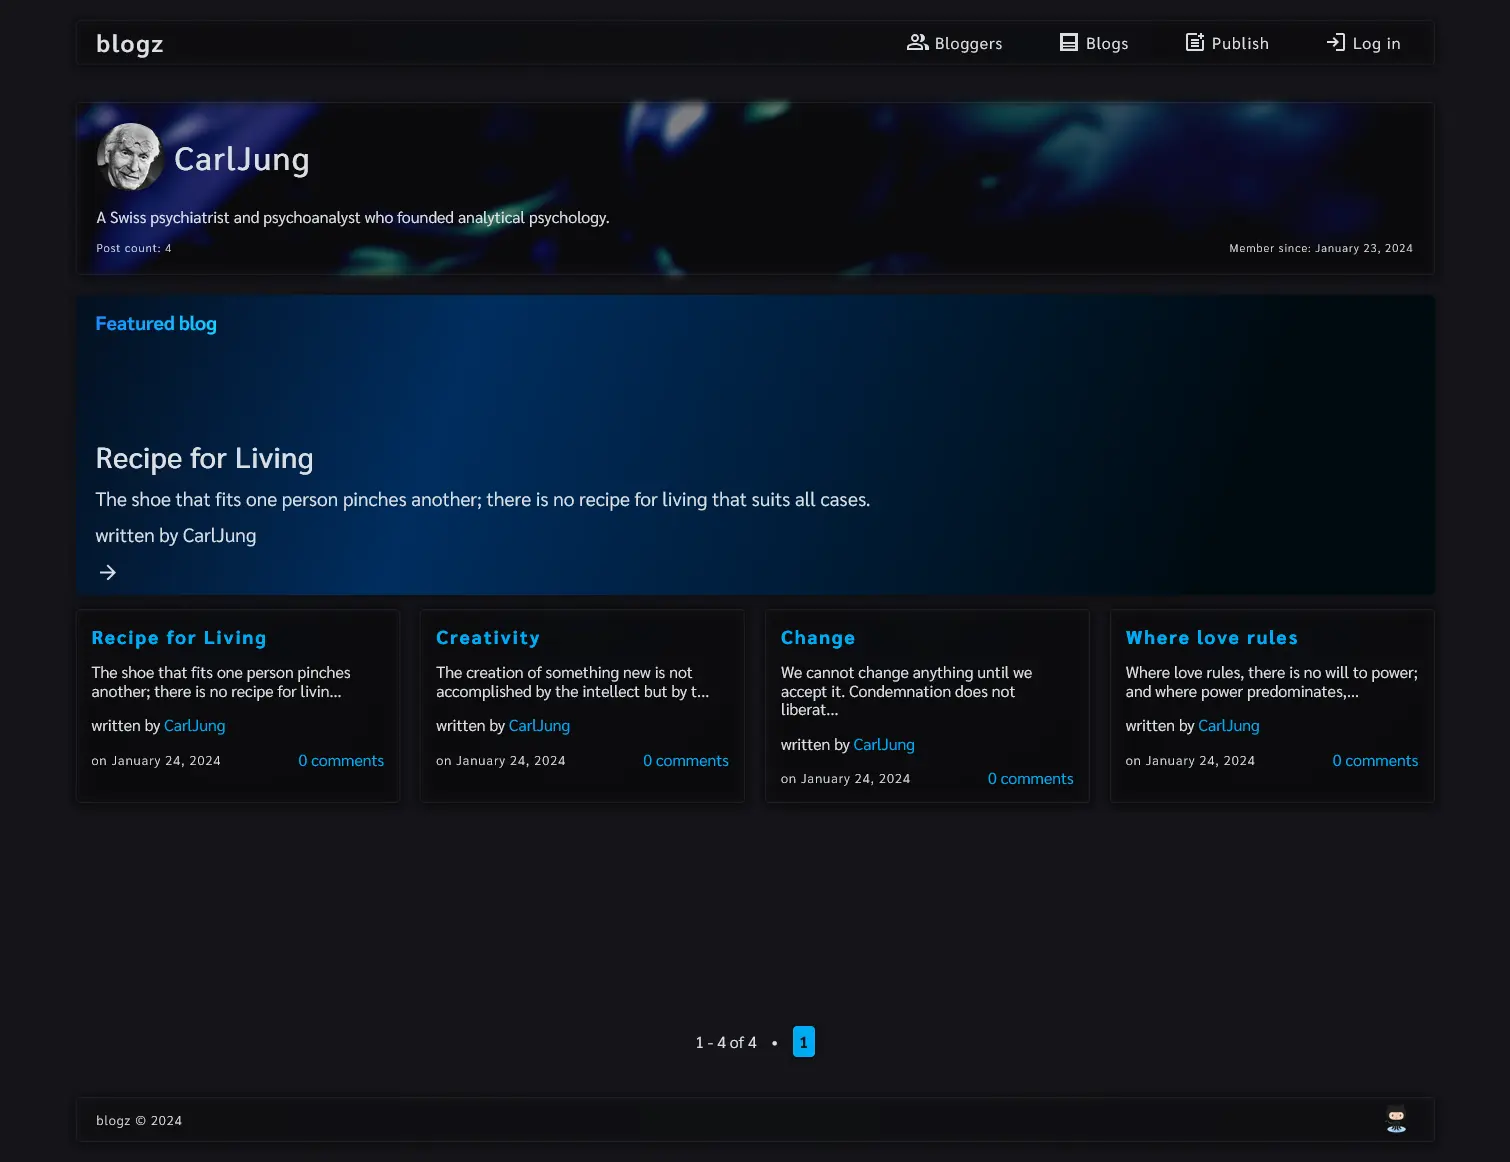 blogz
Bloggers
Blogs
Publish
Log in
CarlJung
A Swiss psychiatrist and psychoanalyst who founded analytical psychology.
Post count: 4
Member since: January 23, 2024
Featured blog
Recipe for Living
The shoe that fits one person pinches another; there is no recipe for living that suits all cases.
written by CarlJung
Recipe for Living
The shoe that fits one person pinches
another; there is no recipe for livin...
written by CarlJung
on January 24, 2024
0 comments
Creativity
The creation of something new is not
accomplished by the intellect but by t...
written by CarlJung
on January 24, 2024
0 comments
Change
We cannot change anything until we
accept it. Condemnation does not
liberat...
written by CarlJung
on January 24, 2024
0 comments
Where love rules
Where love rules, there is no will to power;
and where power predominates,...
written by CarlJung
on January 24, 2024
0 comments
1 - 4 of 4 • 1
blogz © 2024